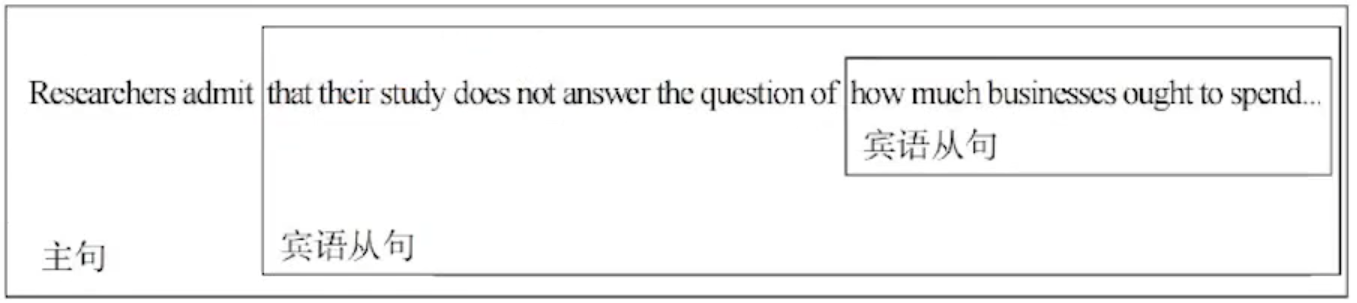 Researchers admit that their study does not answer the question of how much businesses ought to spend...
宾语从句
宾语从句
主句